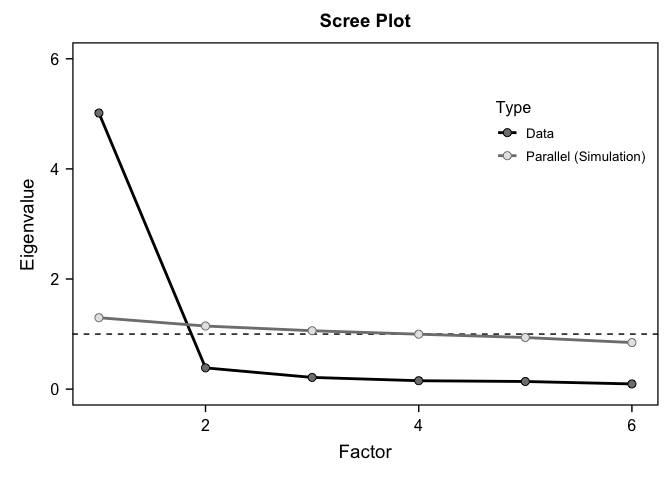 Scree Plot
6
4
2
0
Eigenvalue
Type
Data
Parallel (Simulation)
2 4 6
Factor